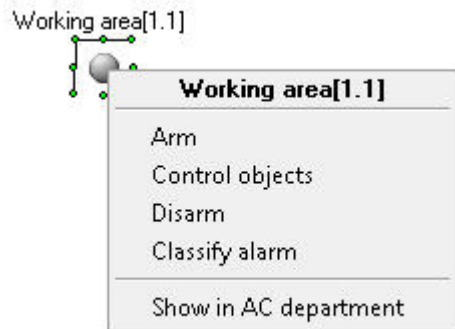 Working area[1.1]
Working area[1.1]
Arm
Control objects
Disarm
Classify alarm
Show in AC department